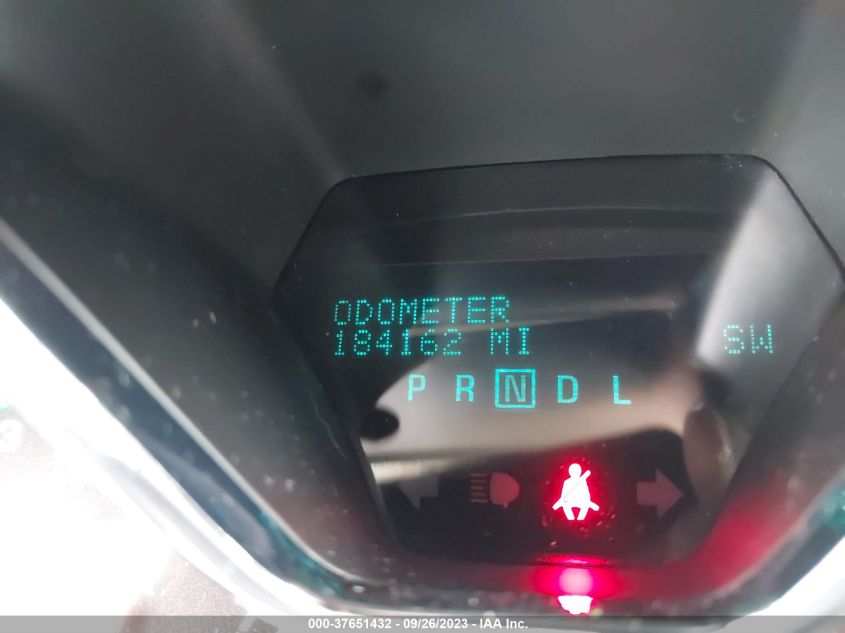 ODOMETER
184162 MI SW
P R N D L
000-37651432 - 09/26/2023 - IAA Inc.